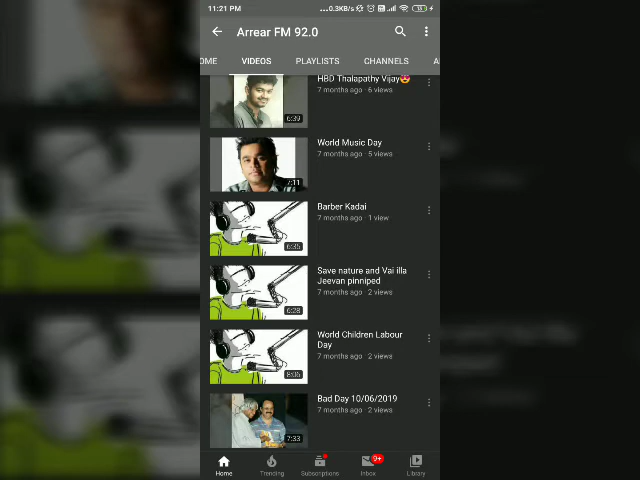 11:21 PM
...0.3KB/s
Arrear FM 92.0
OME VIDEOS PLAYLISTS CHANNELS A
HBD Thalapathy Vijay😍
7 months ago · 6 views
6:39
World Music Day
7 months ago · 5 views
7:11
Barber Kadai
7 months ago · 1 view
6:35
Save nature and Vai illa
Jeevan pinniped
7 months ago · 2 views
6:28
World Children Labour
Day
7 months ago · 2 views
8:06
Bad Day 10/06/2019
7 months ago · 2 views
7:33
9+
Home Trending Subscriptions Inbox Library